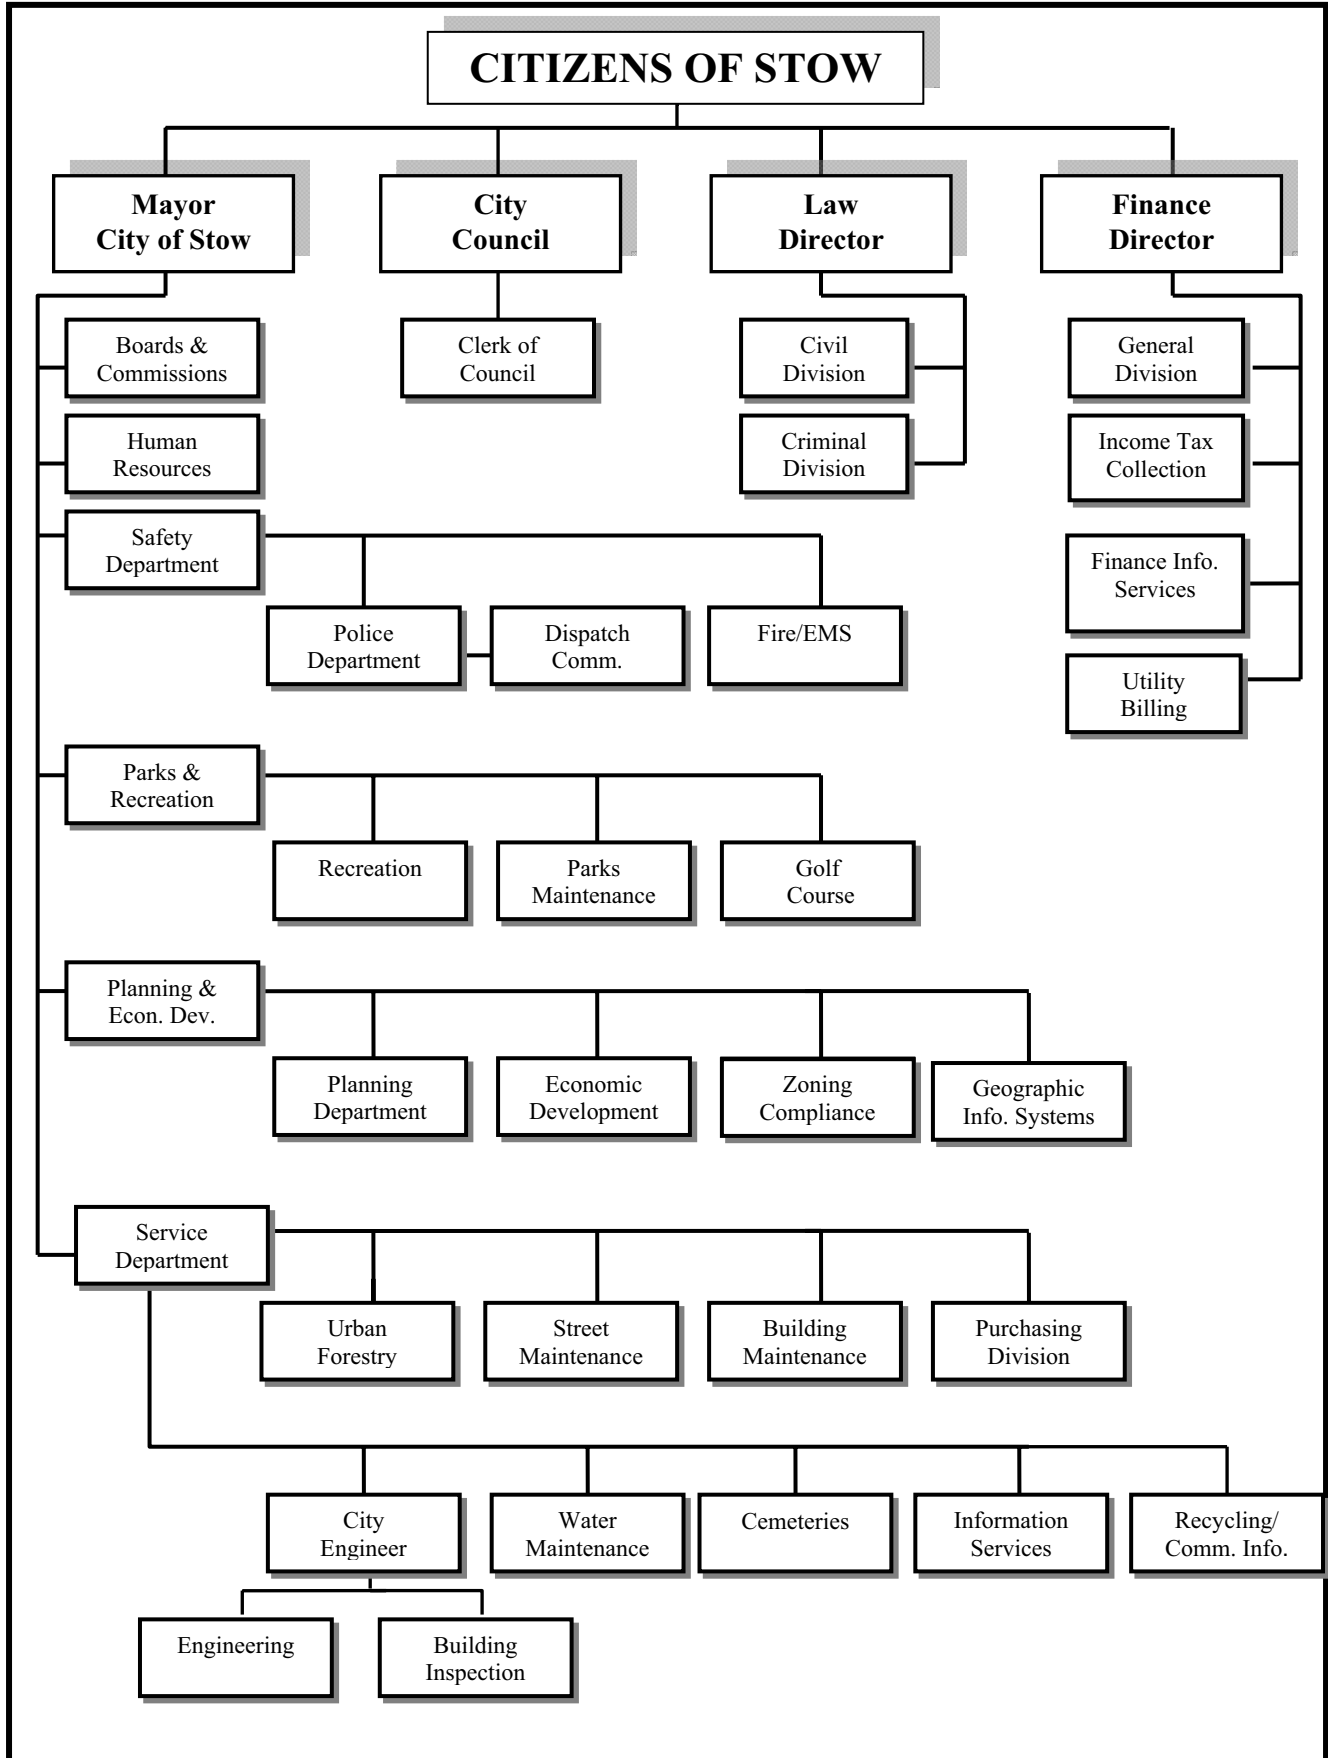 CITIZENS OF STOW
Mayor
City of Stow
City
Council
Law
Director
Finance
Director
Boards &
Commissions
Clerk of
Council
Civil
Division
General
Division
Human
Resources
Criminal
Division
Income Tax
Collection
Safety
Department
Finance Info.
Services
Police
Department
Dispatch
Comm.
Fire/EMS
Utility
Billing
Parks &
Recreation
Recreation
Parks
Maintenance
Golf
Course
Planning &
Econ. Dev.
Planning
Department
Economic
Development
Zoning
Compliance
Geographic
Info. Systems
Service
Department
Urban
Forestry
Street
Maintenance
Building
Maintenance
Purchasing
Division
City
Engineer
Water
Maintenance
Cemeteries
Information
Services
Recycling/
Comm. Info.
Engineering
Building
Inspection